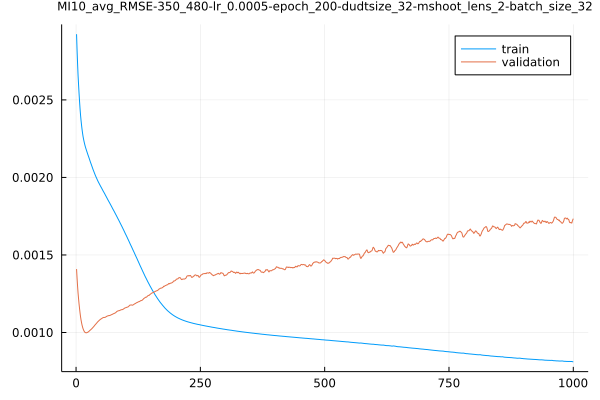 MI10_avg_RMSE-350_480-lr_0.0005-epoch_200-dudtsize_32-mshoot_lens_2-batch_size_32
train
validation
0.0025
0.0020
0.0015
0.0010
0 250 500 750 1000